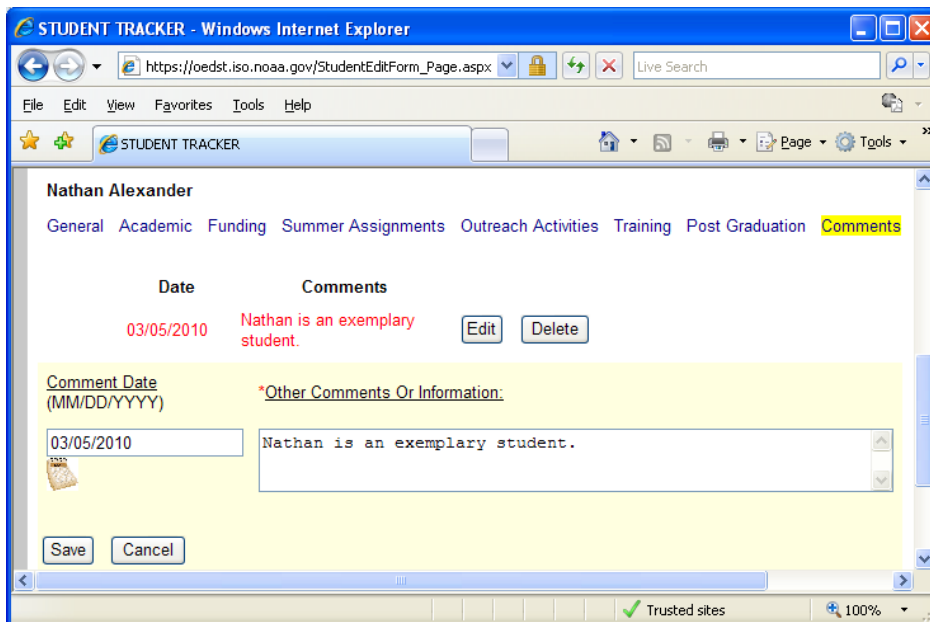 STUDENT TRACKER - Windows Internet Explorer
https://oedst.iso.noaa.gov/StudentEditForm_Page.aspx Live Search
File Edit View Favorites Tools Help
STUDENT TRACKER Page Tools »
Nathan Alexander
General Academic Funding Summer Assignments Outreach Activities Training Post Graduation Comments
Date Comments
03/05/2010 Nathan is an exemplary
student. Edit Delete
Comment Date
(MM/DD/YYYY) *Other Comments Or Information:
03/05/2010 Nathan is an exemplary student.
Save Cancel
Trusted sites 100%